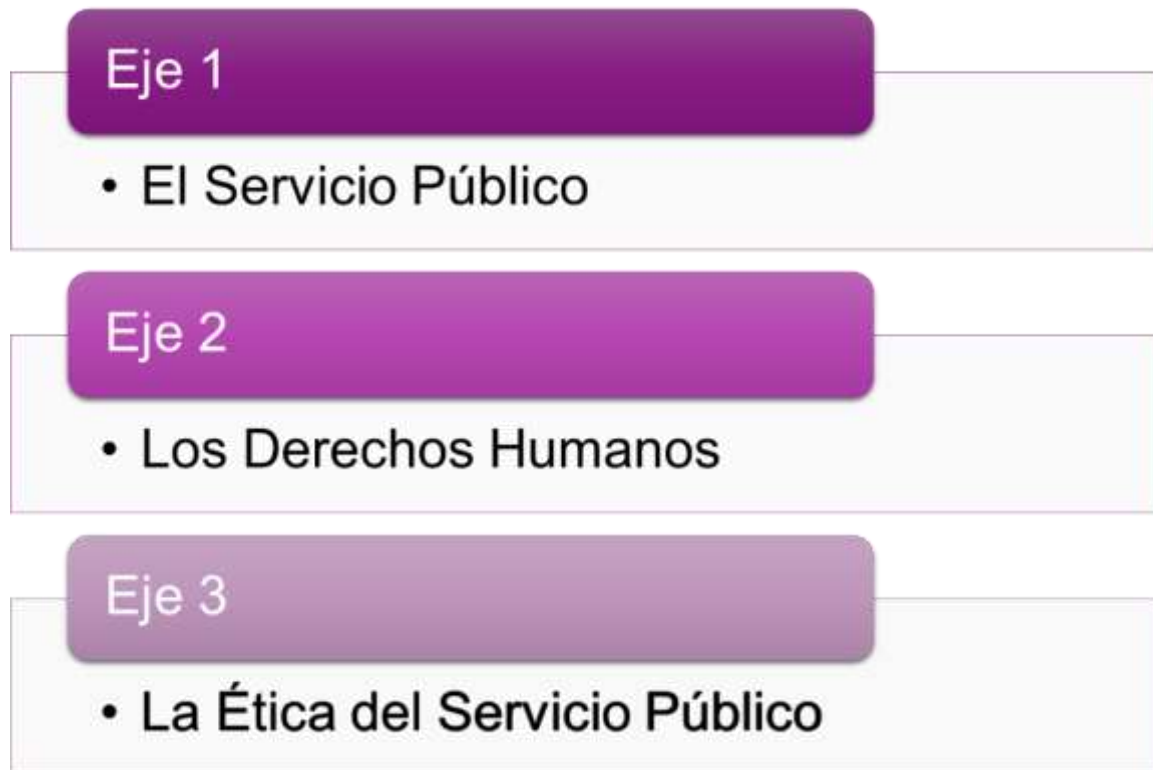 Eje 1
• El Servicio Público
Eje 2
• Los Derechos Humanos
Eje 3
• La Ética del Servicio Público